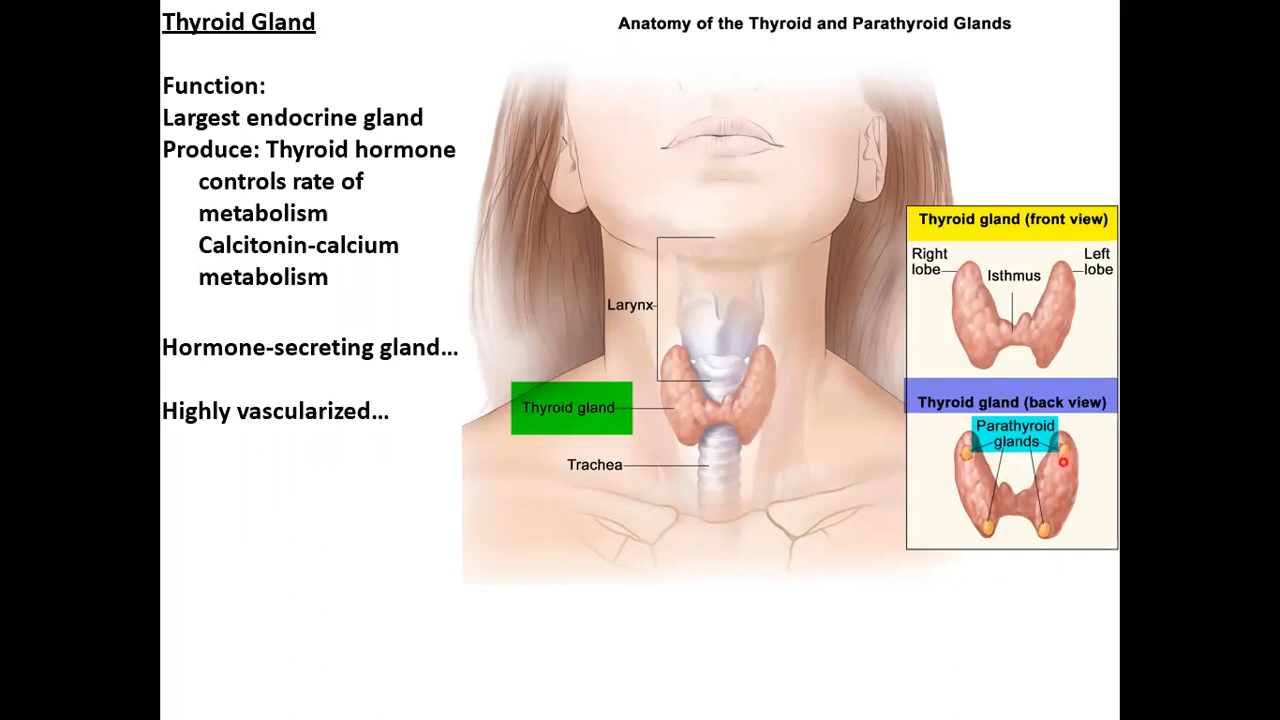 Thyroid Gland
Anatomy of the Thyroid and Parathyroid Glands
Function:
Largest endocrine gland
Produce: Thyroid hormone
controls rate of
metabolism
Calcitonin-calcium
metabolism
Hormone-secreting gland…
Highly vascularized…
Larynx
Thyroid gland
Trachea
Thyroid gland (front view)
Right
lobe
Isthmus
Left
lobe
Thyroid gland (back view)
Parathyroid
glands